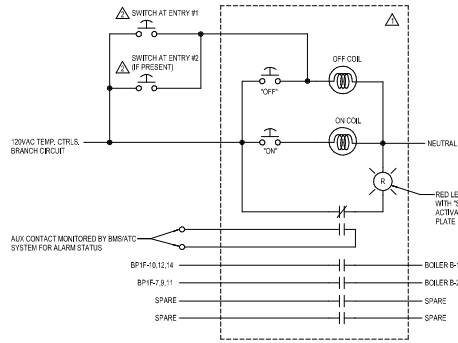 2 SWITCH AT ENTRY #1
1
2 SWITCH AT ENTRY #2
(IF PRESENT)
OFF COIL
"OFF"
ON COIL
120VAC TEMP. CTRLS.
BRANCH CIRCUIT
"ON"
NEUTRAL
R
RED LE
WITH "S
ACTIVA
PLATE
AUX CONTACT MONITORED BY BMS/ATC
SYSTEM FOR ALARM STATUS
BP1F-10,12,14
BOILER B-1
BP1F-7,9,11
BOILER B-2
SPARE
SPARE
SPARE
SPARE